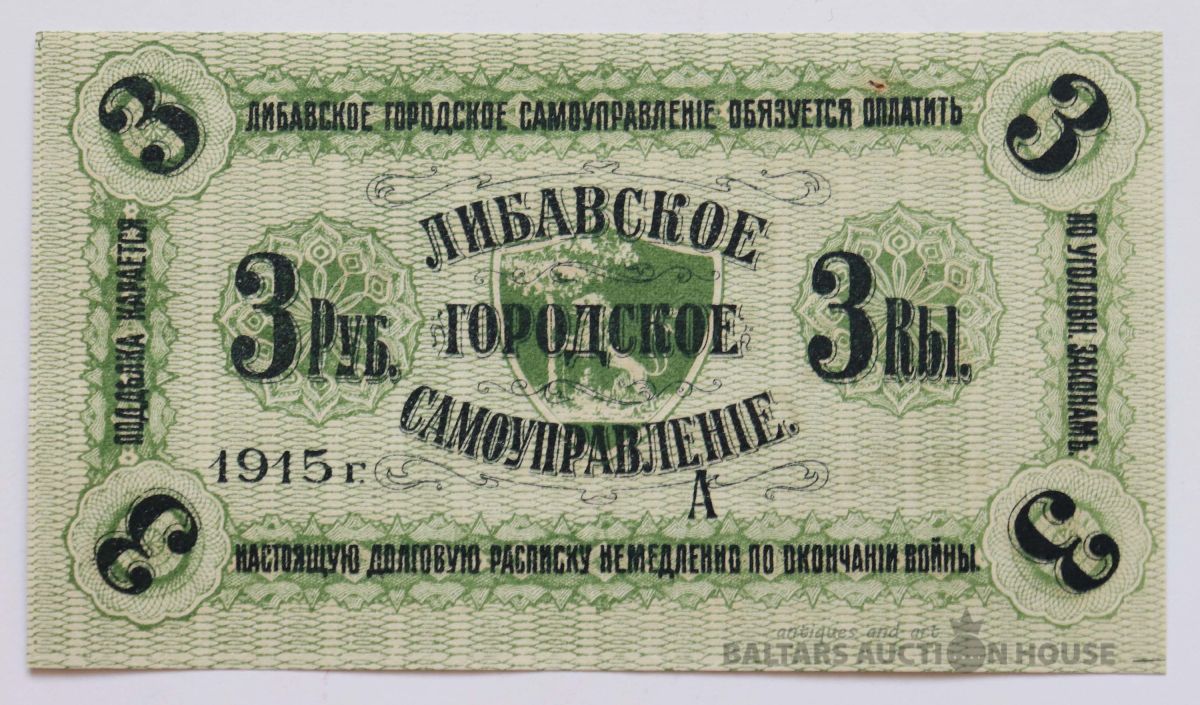 3
ЛИБАВСКОЕ ГОРОДСКОЕ САМОУПРАВЛЕНІЕ ОБЯЗУЕТСЯ ОПЛАТИТЬ
3
ПОДДѢЛКА КАРАЕТСЯ
ПО УГОЛОВН. ЗАКОНАМЪ.
ЛИБАВСКОЕ
ГОРОДСКОЕ
САМОУПРАВЛЕНІЕ.
3 РУБ.
3 RЫ.
1915 г.
А
3
НАСТОЯЩУЮ ДОЛГОВУЮ РАСПИСКУ НЕМЕДЛЕННО ПО ОКОНЧАНІИ ВОЙНЫ.
3
antiques and art
BALTARS AUCTION HOUSE